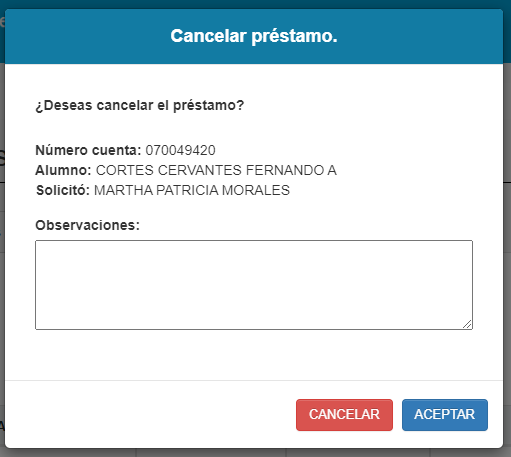 Cancelar préstamo.
¿Deseas cancelar el préstamo?
Número cuenta: 070049420
Alumno: CORTES CERVANTES FERNANDO A
Solicitó: MARTHA PATRICIA MORALES
Observaciones:
CANCELAR ACEPTAR